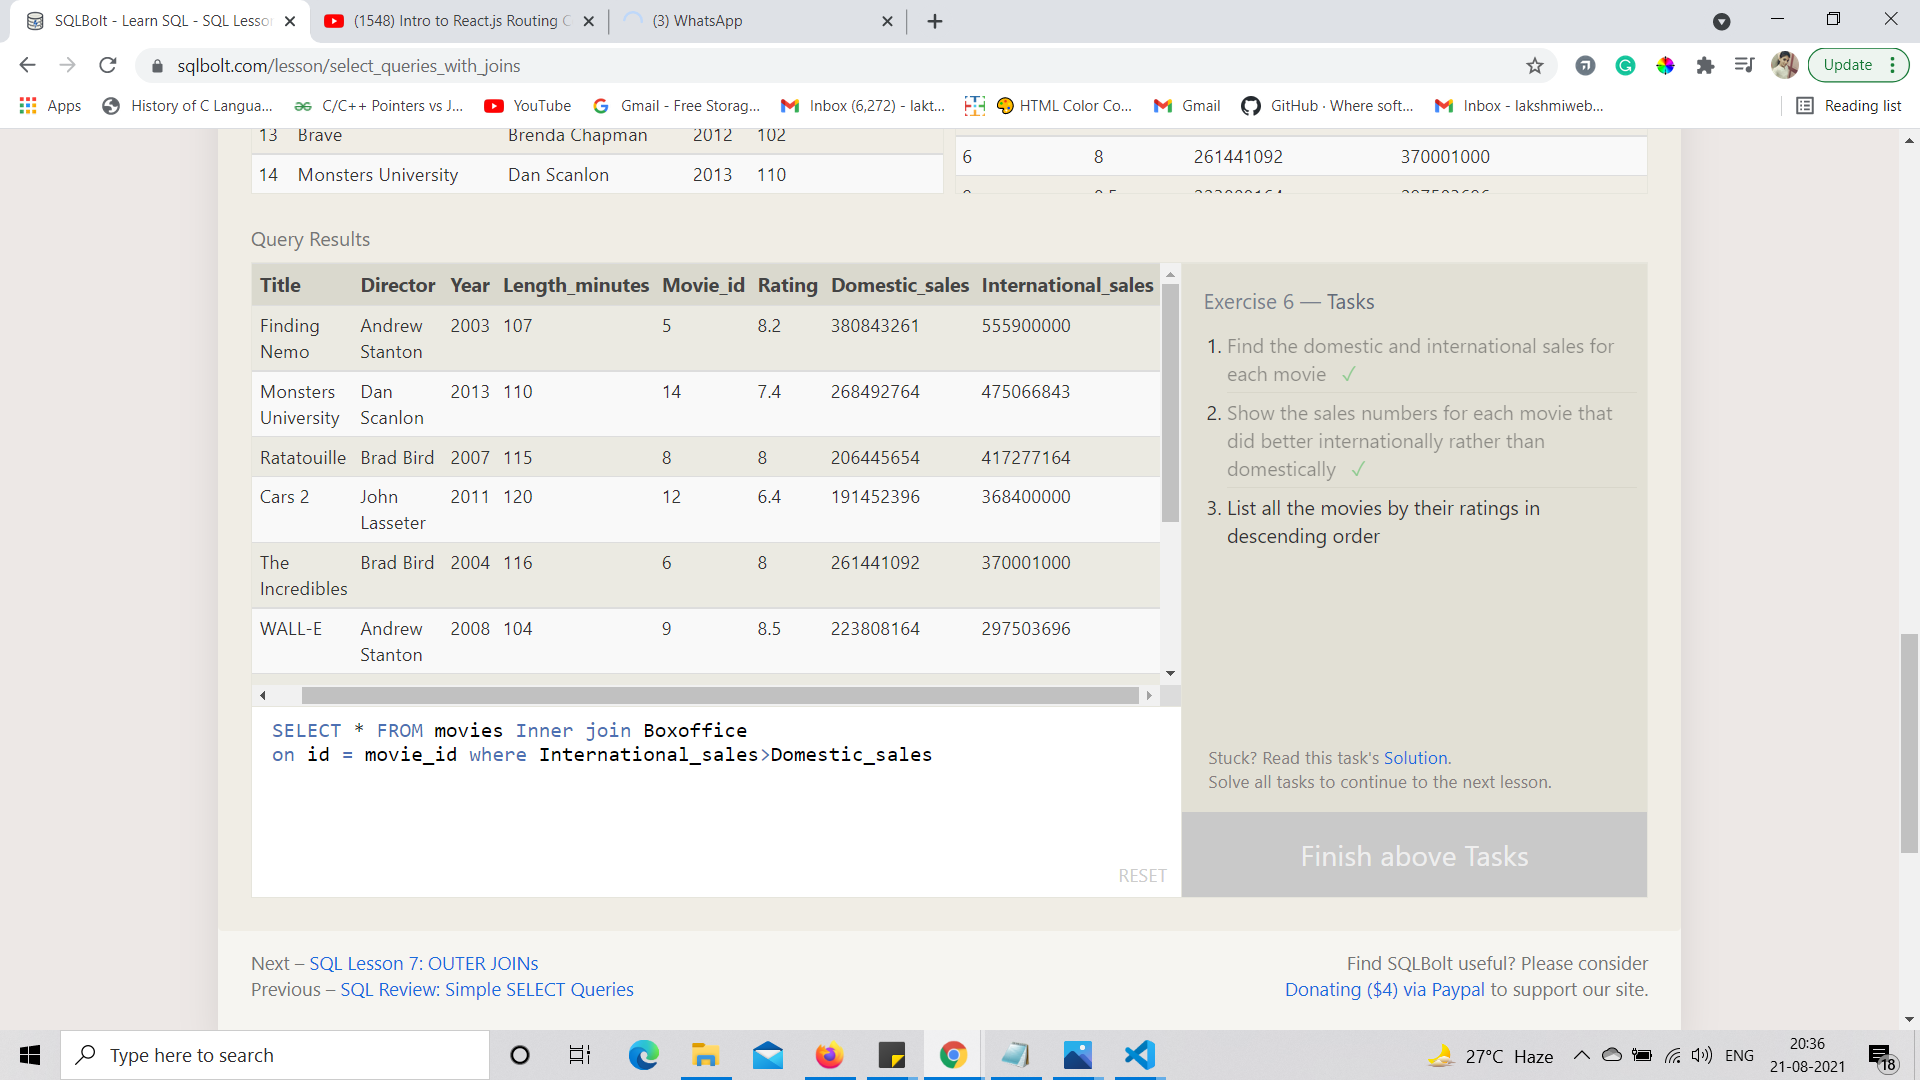 SQLBolt - Learn SQL - SQL Lesson
(1548) Intro to React.js Routing C
(3) WhatsApp
sqlbolt.com/lesson/select_queries_with_joins
Update
Apps
History of C Langua...
C/C++ Pointers vs J...
YouTube
Gmail - Free Storag...
Inbox (6,272) - lakt...
HTML Color Co...
Gmail
GitHub · Where soft...
Inbox - lakshmiweb...
Reading list
13 Brave Brenda Chapman 2012 102
14 Monsters University Dan Scanlon 2013 110
6 8 261441092 370001000
Query Results
Title Director Year Length_minutes Movie_id Rating Domestic_sales International_sales
Finding Andrew 2003 107 5 8.2 380843261 555900000
Nemo Stanton
Monsters Dan 2013 110 14 7.4 268492764 475066843
University Scanlon
Ratatouille Brad Bird 2007 115 8 8 206445654 417277164
Cars 2 John 2011 120 12 6.4 191452396 368400000
Lasseter
The Brad Bird 2004 116 6 8 261441092 370001000
Incredibles
WALL-E Andrew 2008 104 9 8.5 223808164 297503696
Stanton
SELECT * FROM movies Inner join Boxoffice
on id = movie_id where International_sales>Domestic_sales
RESET
Exercise 6 — Tasks
1. Find the domestic and international sales for
each movie ✓
2. Show the sales numbers for each movie that
did better internationally rather than
domestically ✓
3. List all the movies by their ratings in
descending order
Stuck? Read this task's Solution.
Solve all tasks to continue to the next lesson.
Finish above Tasks
Next – SQL Lesson 7: OUTER JOINs
Previous – SQL Review: Simple SELECT Queries
Find SQLBolt useful? Please consider
Donating ($4) via Paypal to support our site.
Type here to search
27°C Haze
ENG
20:36
21-08-2021
18